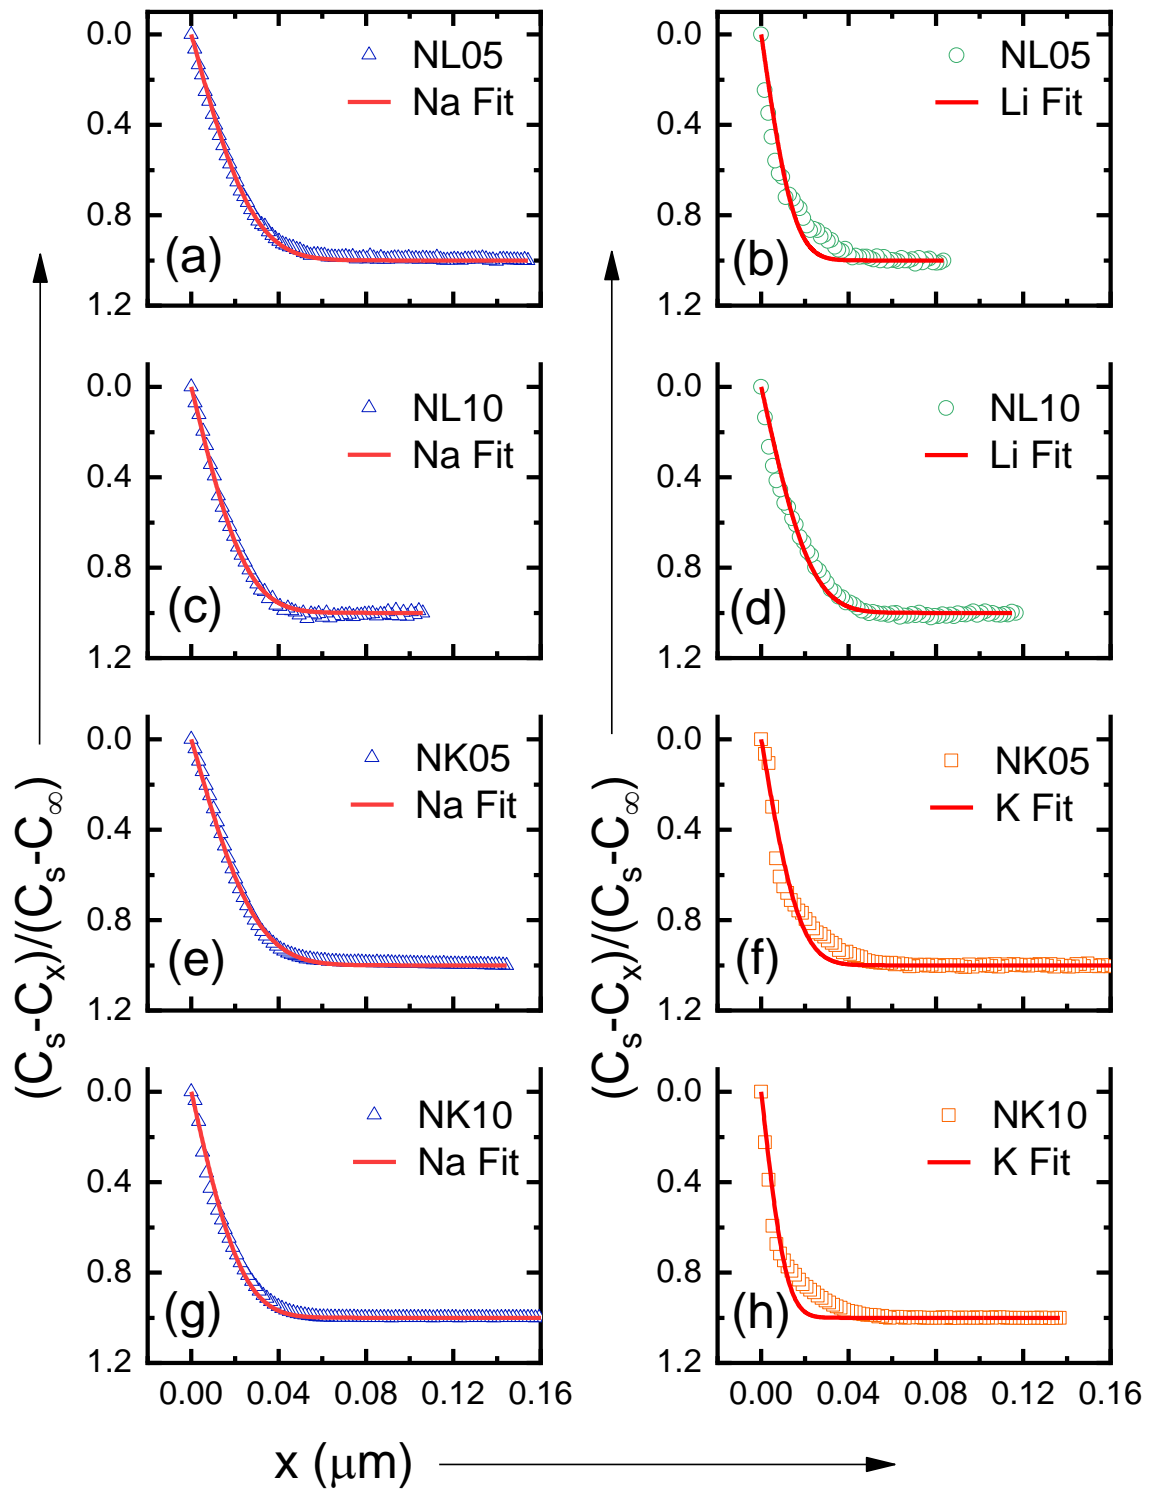 0.0
0.4
0.8
1.2
NL05
Na Fit
(a)
0.0
0.4
0.8
1.2
NL05
Li Fit
(b)
0.0
0.4
0.8
1.2
NL10
Na Fit
(c)
0.0
0.4
0.8
1.2
NL10
Li Fit
(d)
0.0
0.4
0.8
1.2
NK05
Na Fit
(e)
0.0
0.4
0.8
1.2
NK05
K Fit
(f)
0.0
0.4
0.8
1.2
NK10
Na Fit
(g)
0.00 0.04 0.08 0.12 0.16
0.0
0.4
0.8
1.2
NK10
K Fit
(h)
0.00 0.04 0.08 0.12 0.16
(Cₛ-Cₓ)/(Cₛ-C∞)
(Cₛ-Cₓ)/(Cₛ-C∞)
x (μm)